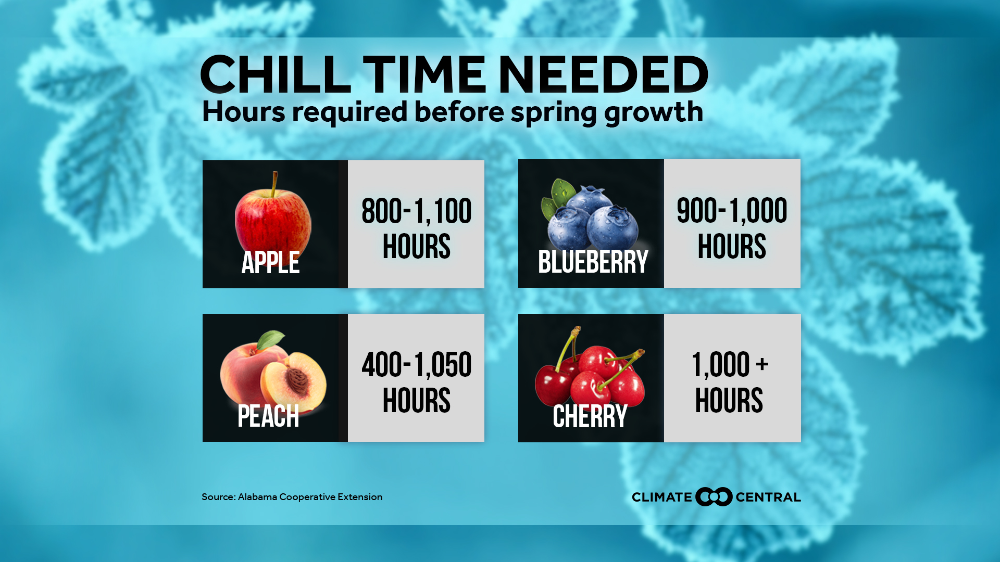 CHILL TIME NEEDED
Hours required before spring growth
APPLE
800-1,100
HOURS
BLUEBERRY
900-1,000
HOURS
PEACH
400-1,050
HOURS
CHERRY
1,000 +
HOURS
Source: Alabama Cooperative Extension
CLIMATE CENTRAL